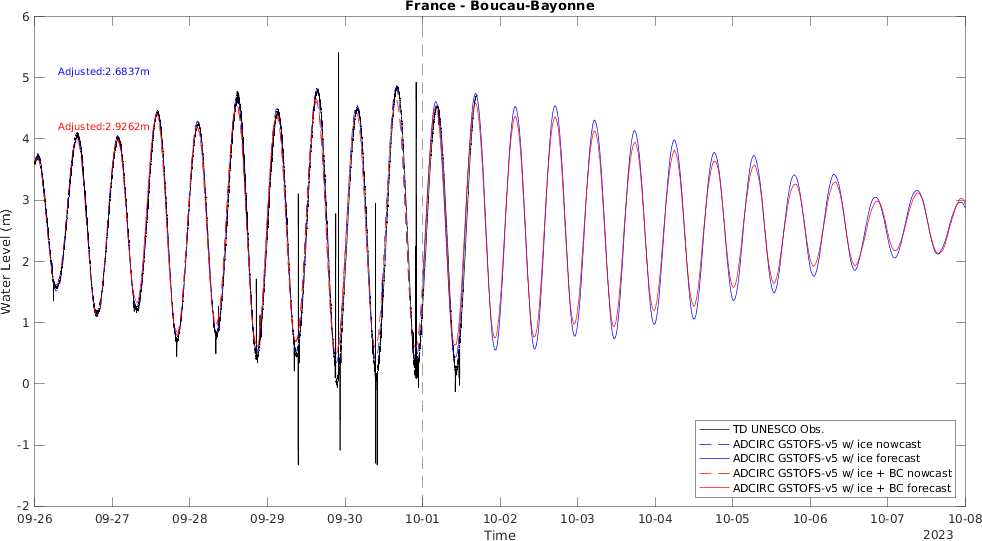 France - Boucau-Bayonne
6
5
4
3
2
1
0
-1
-2
Water Level (m)
Adjusted:2.6837m
Adjusted:2.9262m
TD UNESCO Obs.
ADCIRC GSTOFS-v5 w/ ice nowcast
ADCIRC GSTOFS-v5 w/ ice forecast
ADCIRC GSTOFS-v5 w/ ice + BC nowcast
ADCIRC GSTOFS-v5 w/ ice + BC forecast
09-26 09-27 09-28 09-29 09-30 10-01 10-02 10-03 10-04 10-05 10-06 10-07 10-08
Time
2023